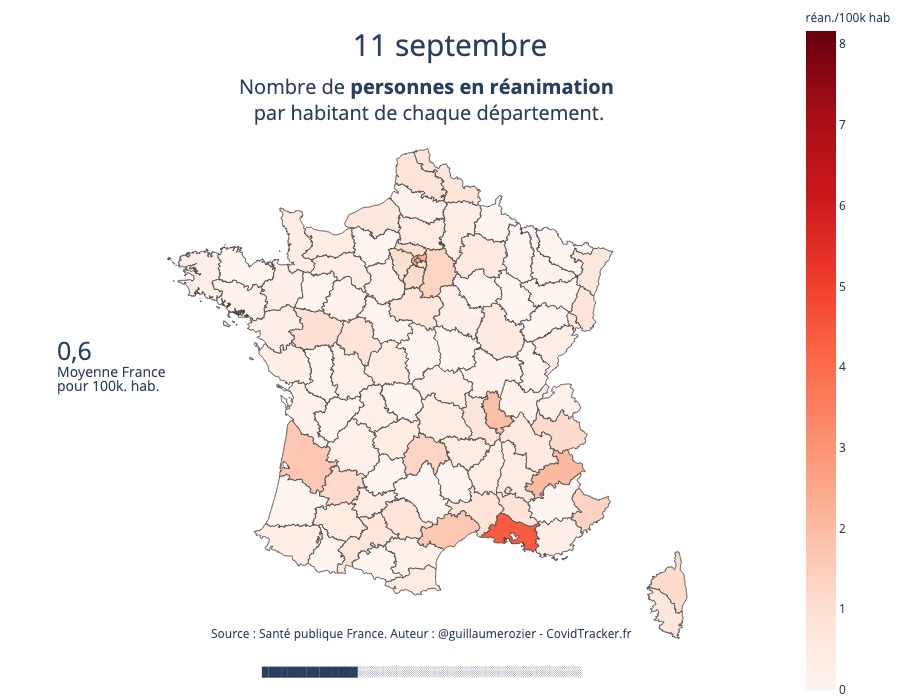 réan./100k hab
11 septembre
Nombre de personnes en réanimation
par habitant de chaque département.
8
7
6
5
4
3
2
1
0
0,6
Moyenne France
pour 100k. hab.
Source : Santé publique France. Auteur : @guillaumerozier - CovidTracker.fr